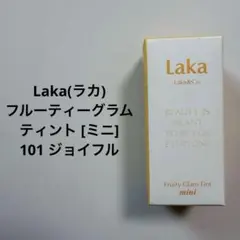 Laka(ラカ)
フルーティーグラム
ティント [ミニ]
101 ジョイフル
Laka
Fruity Glam Tint
mini